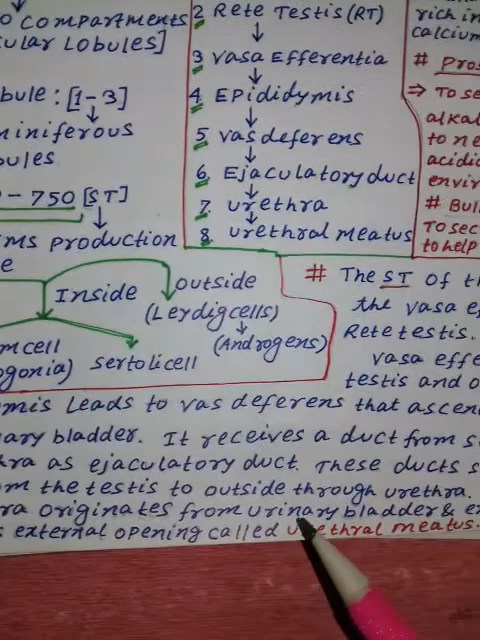 Compartments
cular Lobules]
bule: [1-3]
miniferous
bules
- 750 [ST]
ms production
2 Rete Testis (RT)
3 Vasa Efferentia
4 Epididymis
5 Vas deferens
6. Ejaculatory duct
7. Urethra
8. Urethral meatus
rich in
calcium
# Pros
⇒ To se
alkal
to ne
acidic
envir
# Bul
To sec
to help
Inside
outside
(Lerdig cells)
(Androgens)
m cell
ogonia)
sertoli cell
# The ST of th
the vasa e
Rete testis.
vasa effe
testis and o
mis leads to vas deferens that ascen
nary bladder. It receives a duct from s
hra as ejaculatory duct. These ducts s
om the testis to outside through urethra.
ra originates from urinary bladder & ex
s external opening called urethral meatus.